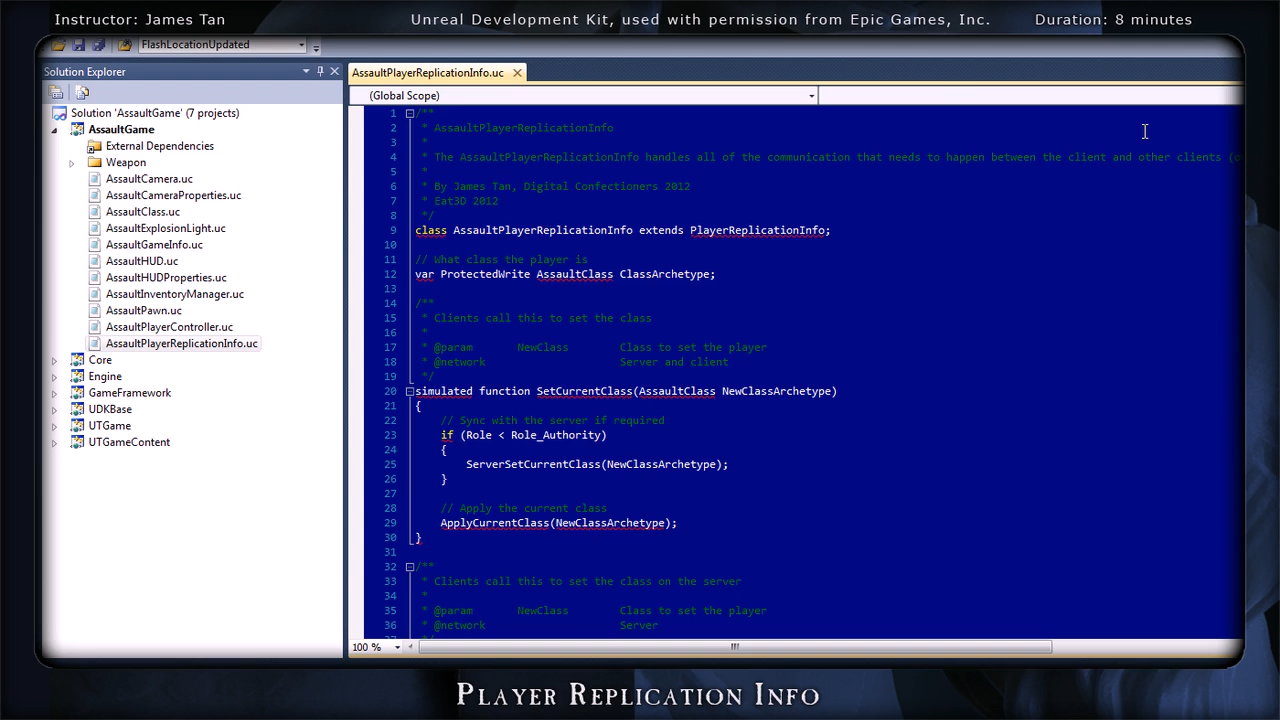 Instructor: James Tan
Unreal Development Kit, used with permission from Epic Games, Inc.
Duration: 8 minutes
FlashLocationUpdated
Solution Explorer
Solution 'AssaultGame' (7 projects)
AssaultGame
External Dependencies
Weapon
AssaultCamera.uc
AssaultCameraProperties.uc
AssaultClass.uc
AssaultExplosionLight.uc
AssaultGameInfo.uc
AssaultHUD.uc
AssaultHUDProperties.uc
AssaultInventoryManager.uc
AssaultPawn.uc
AssaultPlayerController.uc
AssaultPlayerReplicationInfo.uc
Core
Engine
GameFramework
UDKBase
UTGame
UTGameContent
AssaultPlayerReplicationInfo.uc
(Global Scope)
1 /**
2 * AssaultPlayerReplicationInfo
3 *
4 * The AssaultPlayerReplicationInfo handles all of the communication that needs to happen between the client and other clients (o
5 *
6 * By James Tan, Digital Confectioners 2012
7 * Eat3D 2012
8 */
9 class AssaultPlayerReplicationInfo extends PlayerReplicationInfo;
10
11 // What class the player is
12 var ProtectedWrite AssaultClass ClassArchetype;
13
14 /**
15 * Clients call this to set the class
16 *
17 * @param NewClass Class to set the player
18 * @network Server and client
19 */
20 simulated function SetCurrentClass(AssaultClass NewClassArchetype)
21 {
22 // Sync with the server if required
23 if (Role < Role_Authority)
24 {
25 ServerSetCurrentClass(NewClassArchetype);
26 }
27
28 // Apply the current class
29 ApplyCurrentClass(NewClassArchetype);
30 }
31
32 /**
33 * Clients call this to set the class on the server
34 *
35 * @param NewClass Class to set the player
36 * @network Server
37 */
100 %
Player Replication Info